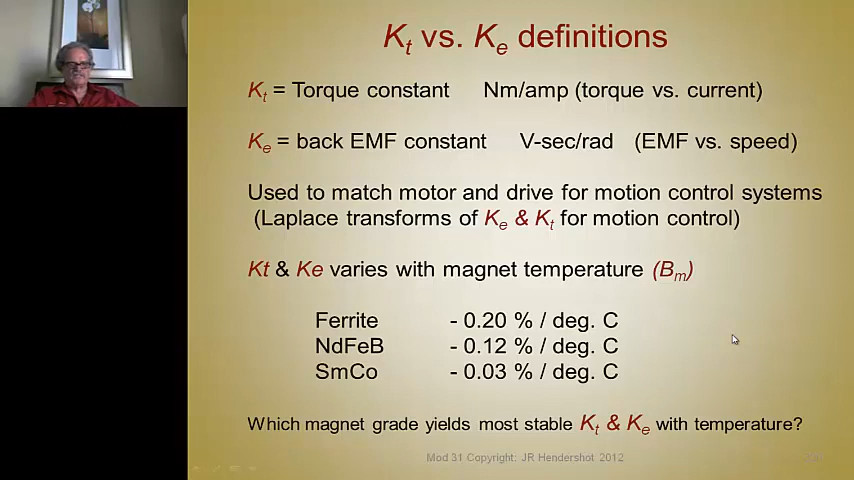 Kt vs. Ke definitions
Kt = Torque constant Nm/amp (torque vs. current)
Ke = back EMF constant V-sec/rad (EMF vs. speed)
Used to match motor and drive for motion control systems
(Laplace transforms of Ke & Kt for motion control)
Kt & Ke varies with magnet temperature (Bm)
Ferrite - 0.20 % / deg. C
NdFeB - 0.12 % / deg. C
SmCo - 0.03 % / deg. C
Which magnet grade yields most stable Kt & Ke with temperature?
Mod 31 Copyright: JR Hendershot 2012